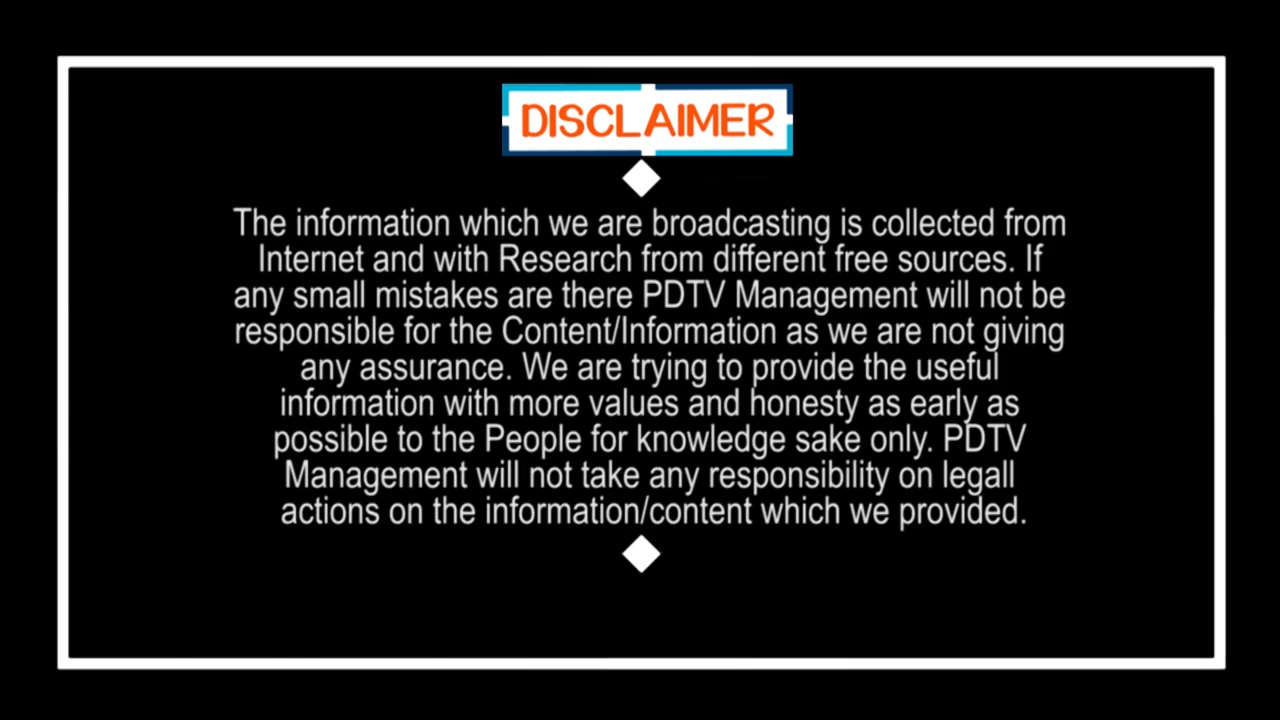 DISCLAIMER
The information which we are broadcasting is collected from
Internet and with Research from different free sources. If
any small mistakes are there PDTV Management will not be
responsible for the Content/Information as we are not giving
any assurance. We are trying to provide the useful
information with more values and honesty as early as
possible to the People for knowledge sake only. PDTV
Management will not take any responsibility on legall
actions on the information/content which we provided.